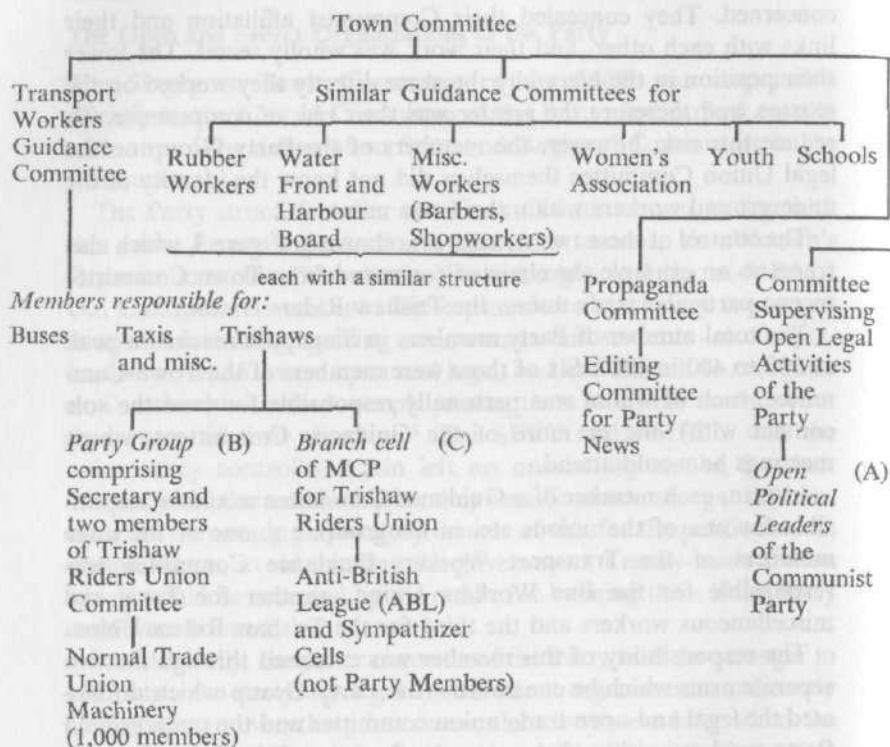 Town Committee
Transport
Workers
Guidance
Committee
Similar Guidance Committees for
Rubber
Workers
Water
Front and
Harbour
Board
Misc.
Workers
(Barbers,
Shopworkers)
Women's
Association
Youth
Schools
each with a similar structure
Members responsible for:
Buses
Taxis
and misc.
Trishaws
Propaganda
Committee
Editing
Committee
for Party
News
Committee
Supervising
Open Legal
Activities
of the
Party
Party Group (B)
comprising
Secretary and
two members
of Trishaw
Riders Union
Committee
Normal Trade
Union
Machinery
(1,000 members)
Branch cell (C)
of MCP
for Trishaw
Riders Union
Anti-British
League (ABL)
and Sympathizer
Cells
(not Party Members)
Open (A)
Political
Leaders
of the
Communist
Party